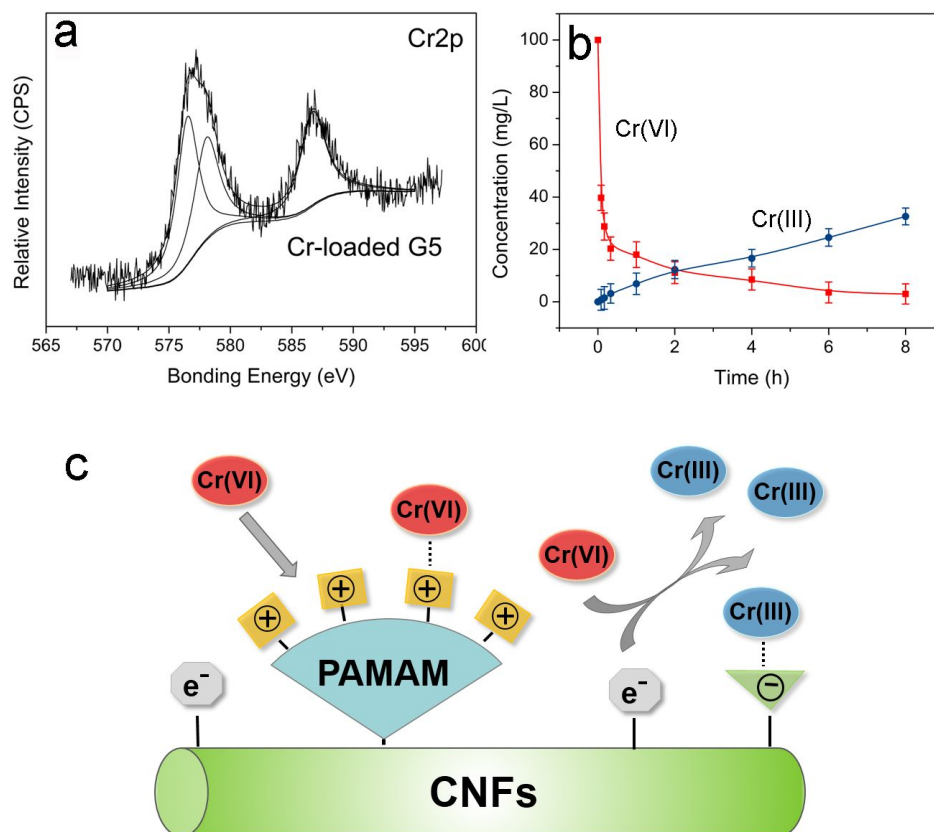 a
Cr2p
Cr-loaded G5
Relative Intensity (CPS)
565 570 575 580 585 590 595 600
Bonding Energy (eV)
b
Cr(VI)
Cr(III)
Concentration (mg/L)
100
80
60
40
20
0
0 2 4 6 8
Time (h)
c
Cr(VI)
Cr(VI)
Cr(VI)
Cr(III)
Cr(III)
Cr(III)
+ + + +
PAMAM
e⁻
e⁻
−
CNFs